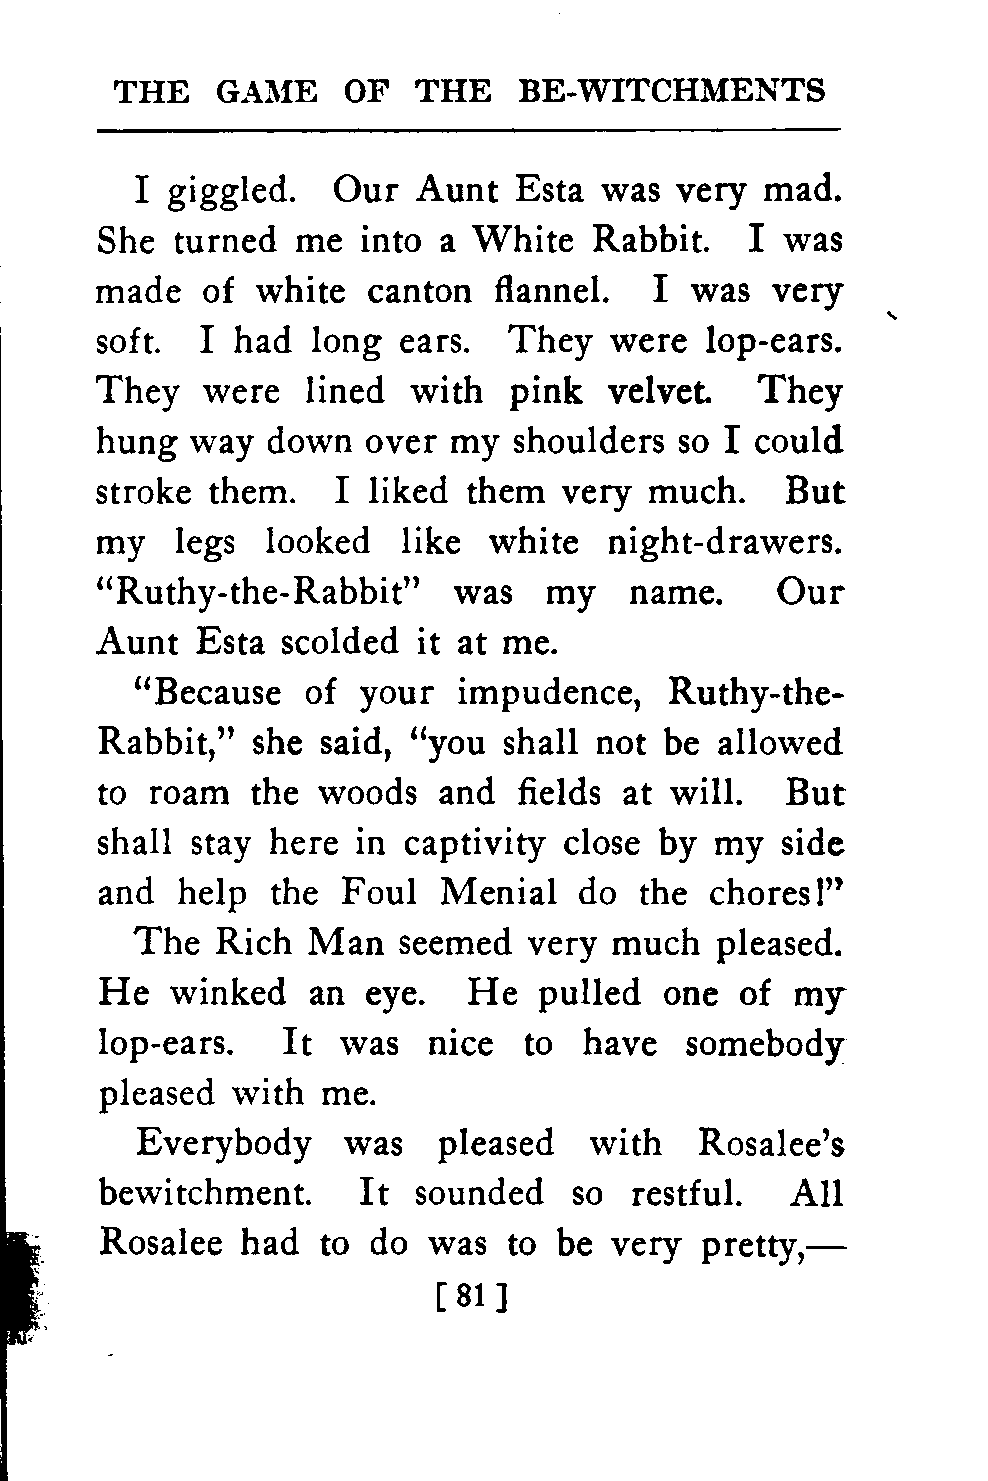 THE GAME OF THE BE-WITCHMENTS
I giggled. Our Aunt Esta was very mad.
She turned me into a White Rabbit. I was
made of white canton flannel. I was very
soft. I had long ears. They were lop-ears.
They were lined with pink velvet. They
hung way down over my shoulders so I could
stroke them. I liked them very much. But
my legs looked like white night-drawers.
“Ruthy-the-Rabbit” was my name. Our
Aunt Esta scolded it at me.
“Because of your impudence, Ruthy-the-
Rabbit,” she said, “you shall not be allowed
to roam the woods and fields at will. But
shall stay here in captivity close by my side
and help the Foul Menial do the chores!”
The Rich Man seemed very much pleased.
He winked an eye. He pulled one of my
lop-ears. It was nice to have somebody
pleased with me.
Everybody was pleased with Rosalee’s
bewitchment. It sounded so restful. All
Rosalee had to do was to be very pretty,—
[ 81 ]